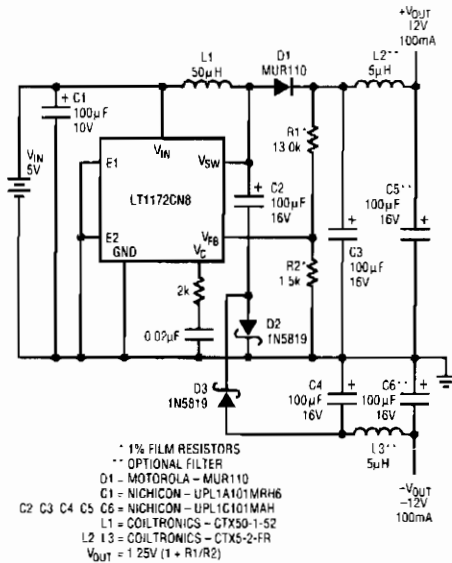 +VOUT
12V
100mA
L1
50µH
D1
MUR110
L2**
5µH
C1
100µF
10V
+
VIN
5V
VIN
E1
VSW
LT1172CN8
E2
VFB
GND
VC
R1*
13.0k
C2
100µF
16V
+
R2*
1.5k
C3
100µF
16V
+
C5**
100µF
16V
+
2k
0.02µF
D2
1N5819
D3
1N5819
C4
100µF
16V
+
C6**
100µF
16V
+
L3**
5µH
-VOUT
-12V
100mA
* 1% FILM RESISTORS
** OPTIONAL FILTER
D1 – MOTOROLA – MUR110
C1 = NICHICON – UPL1A101MRH6
C2 C3 C4 C5 C6 = NICHICON – UPL1C101MAH
L1 = COILTRONICS – CTX50-1-52
L2 L3 = COILTRONICS – CTX5-2-FR
VOUT = 1 25V (1 + R1/R2)